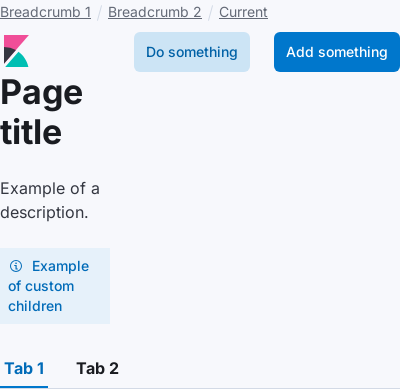 Breadcrumb 1 / Breadcrumb 2 / Current
Do something
Add something
Page
title
Example of a
description.
Example
of custom
children
Tab 1
Tab 2